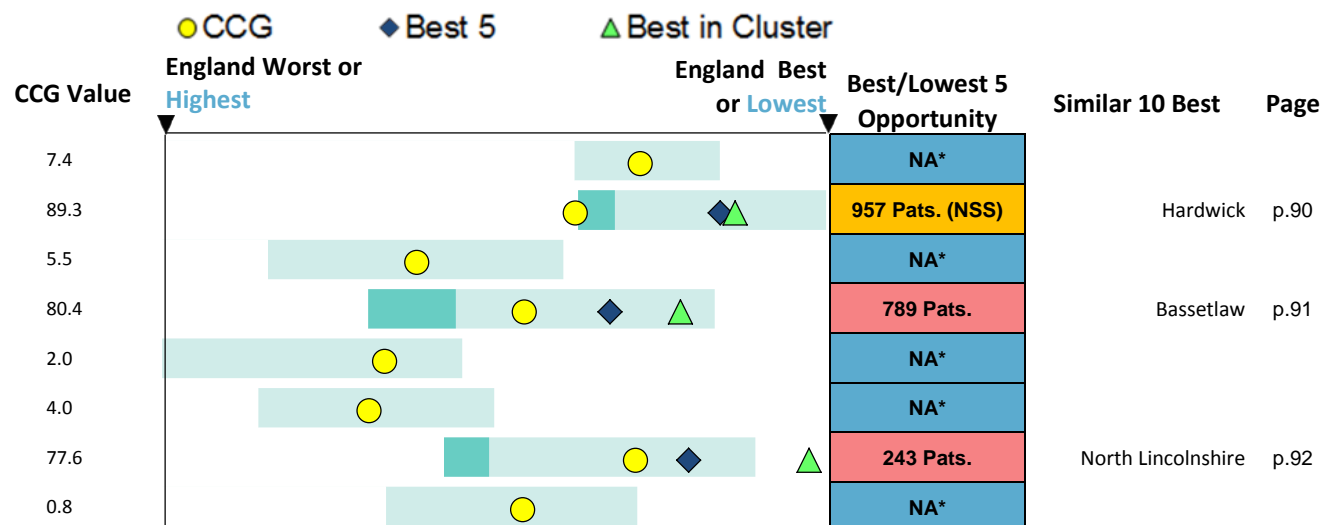 CCG Best 5 Best in Cluster
CCG Value England Worst or Highest England Best or Lowest Best/Lowest 5 Opportunity Similar 10 Best Page
7.4 NA*
89.3 957 Pats. (NSS) Hardwick p.90
5.5 NA*
80.4 789 Pats. Bassetlaw p.91
2.0 NA*
4.0 NA*
77.6 243 Pats. North Lincolnshire p.92
0.8 NA*